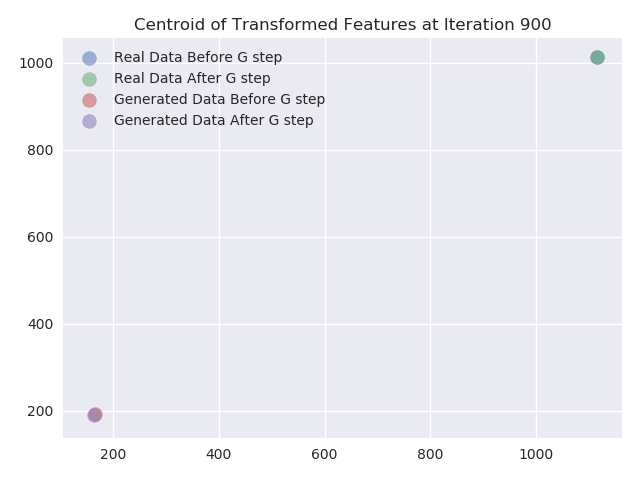 Centroid of Transformed Features at Iteration 900
Real Data Before G step
Real Data After G step
Generated Data Before G step
Generated Data After G step
1000
800
600
400
200
200 400 600 800 1000